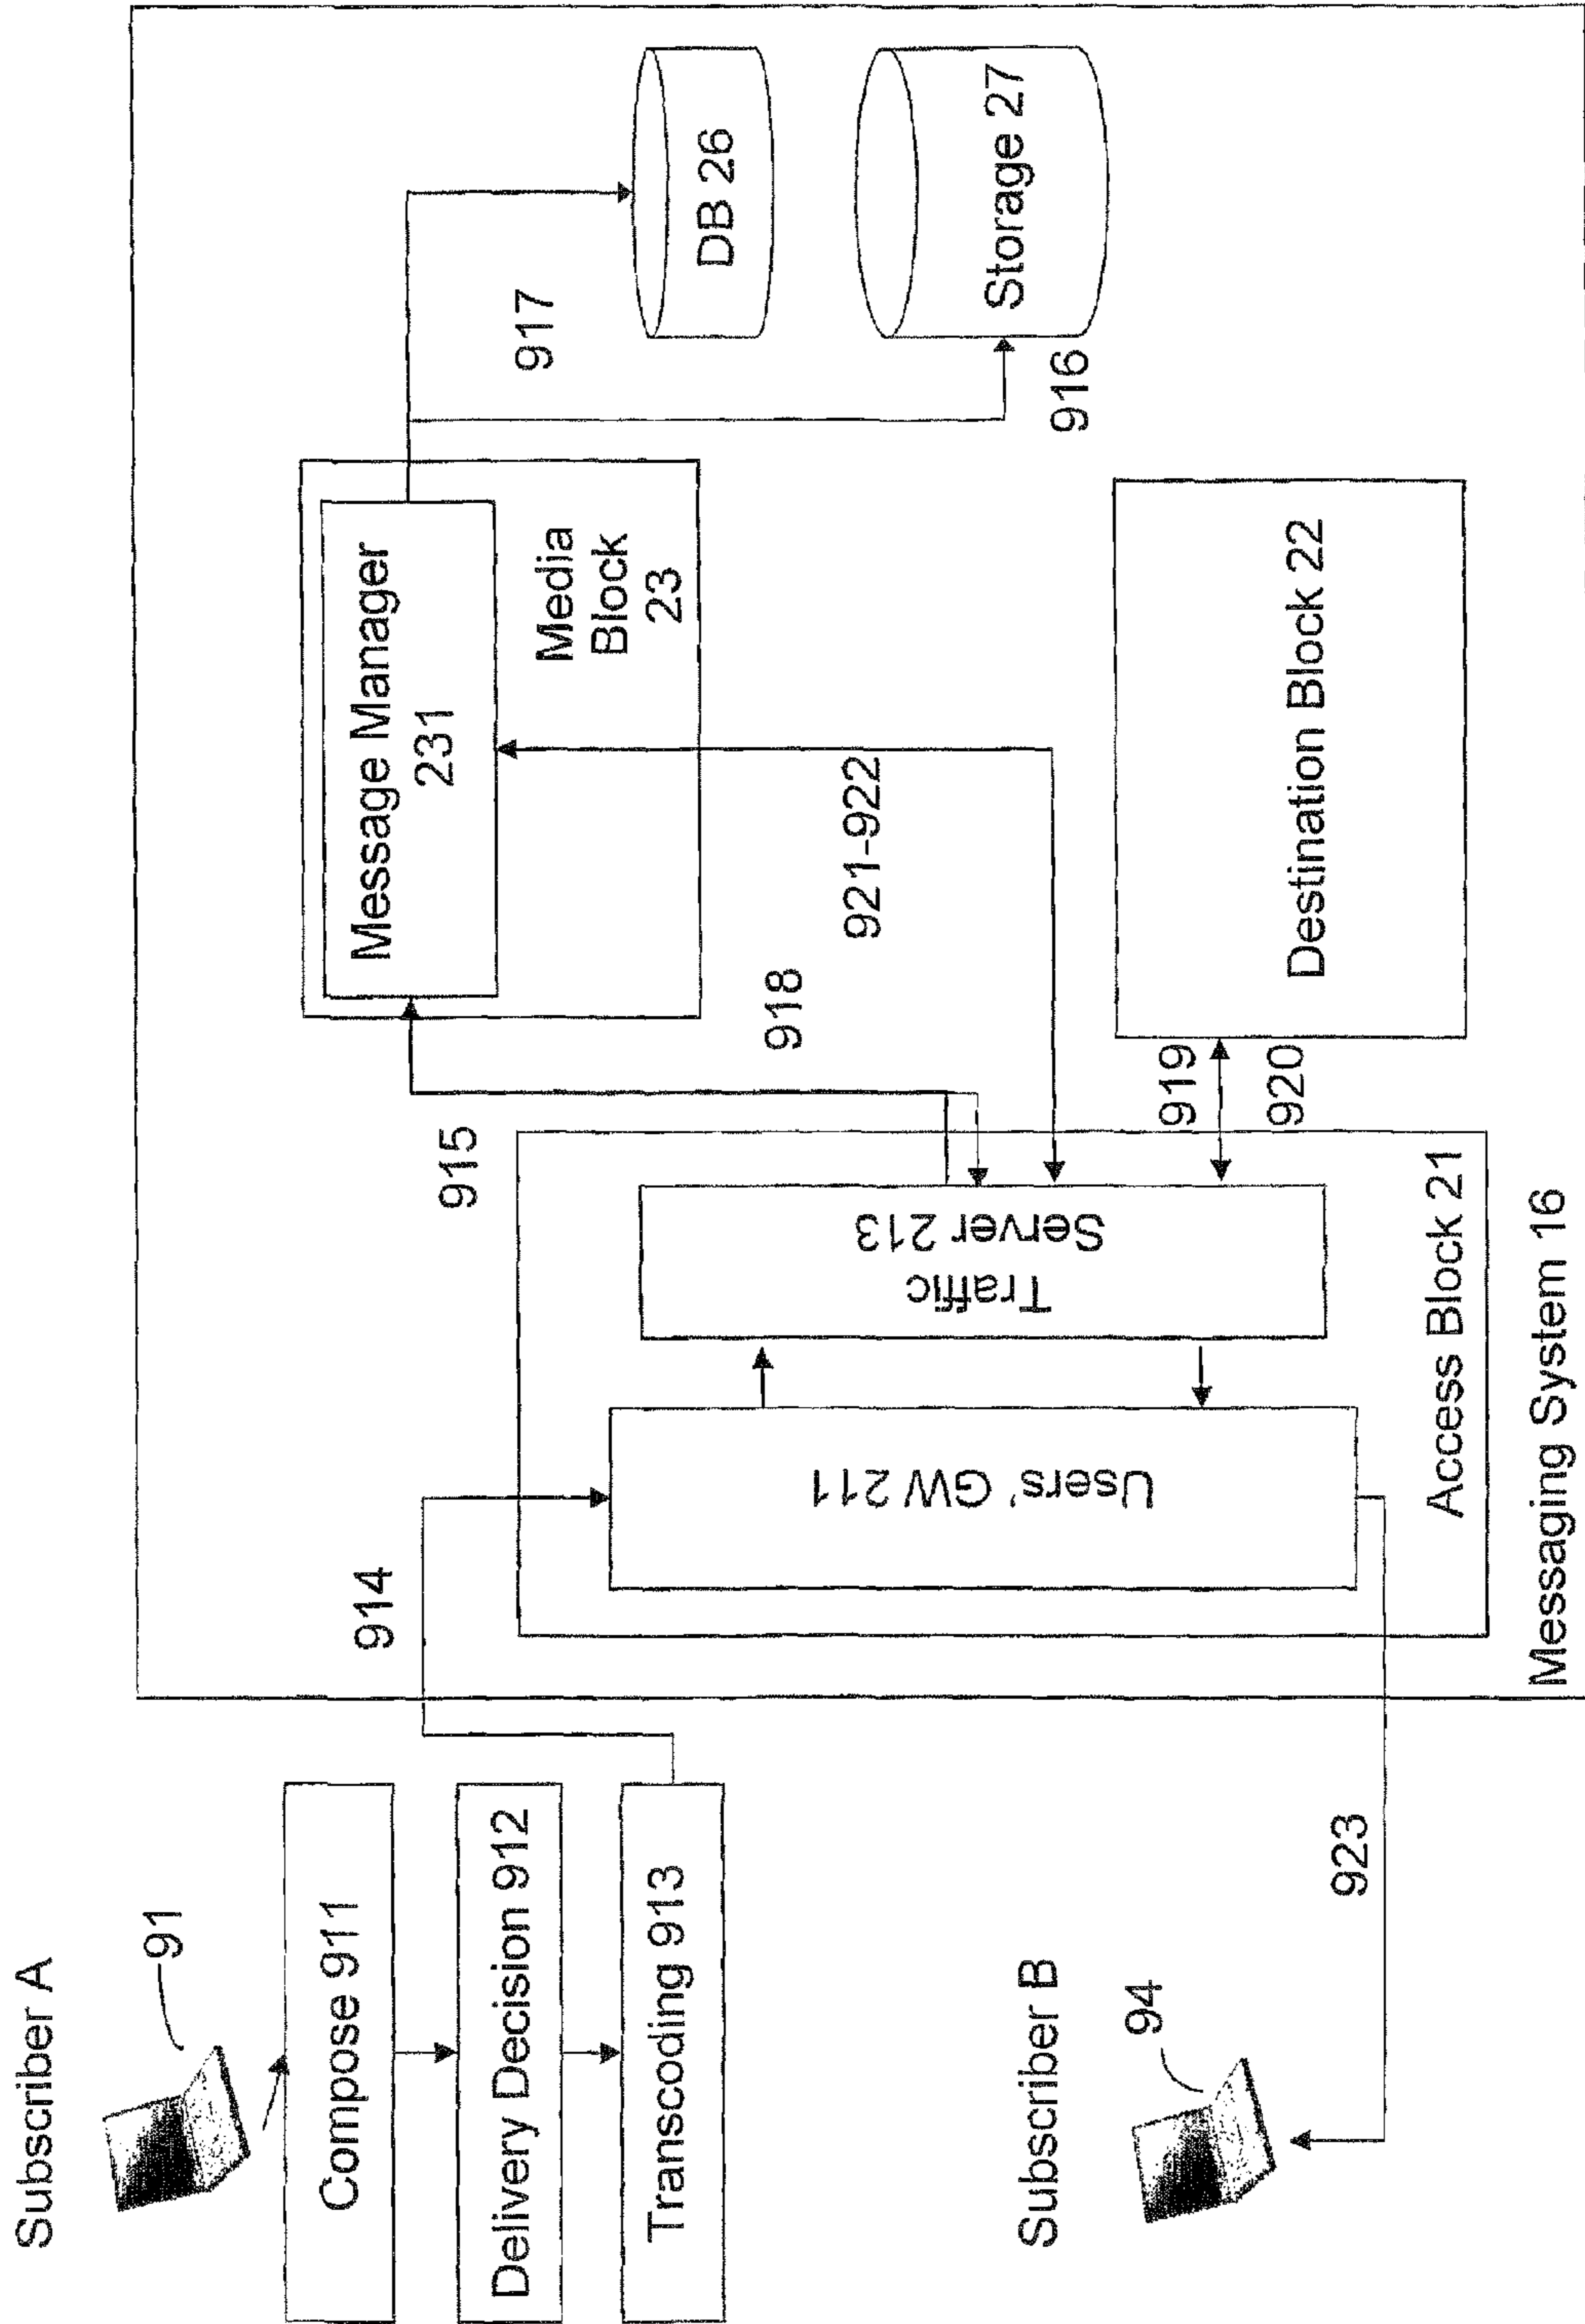 Subscriber A
91
Compose 911
Delivery Decision 912
Transcoding 913
914
Users' GW 211
Traffic
Server 213
Access Block 21
Messaging System 16
915
918
Message Manager
231
Media
Block
23
921-922
917
916
DB 26
Storage 27
919
920
Destination Block 22
Subscriber B
94
923